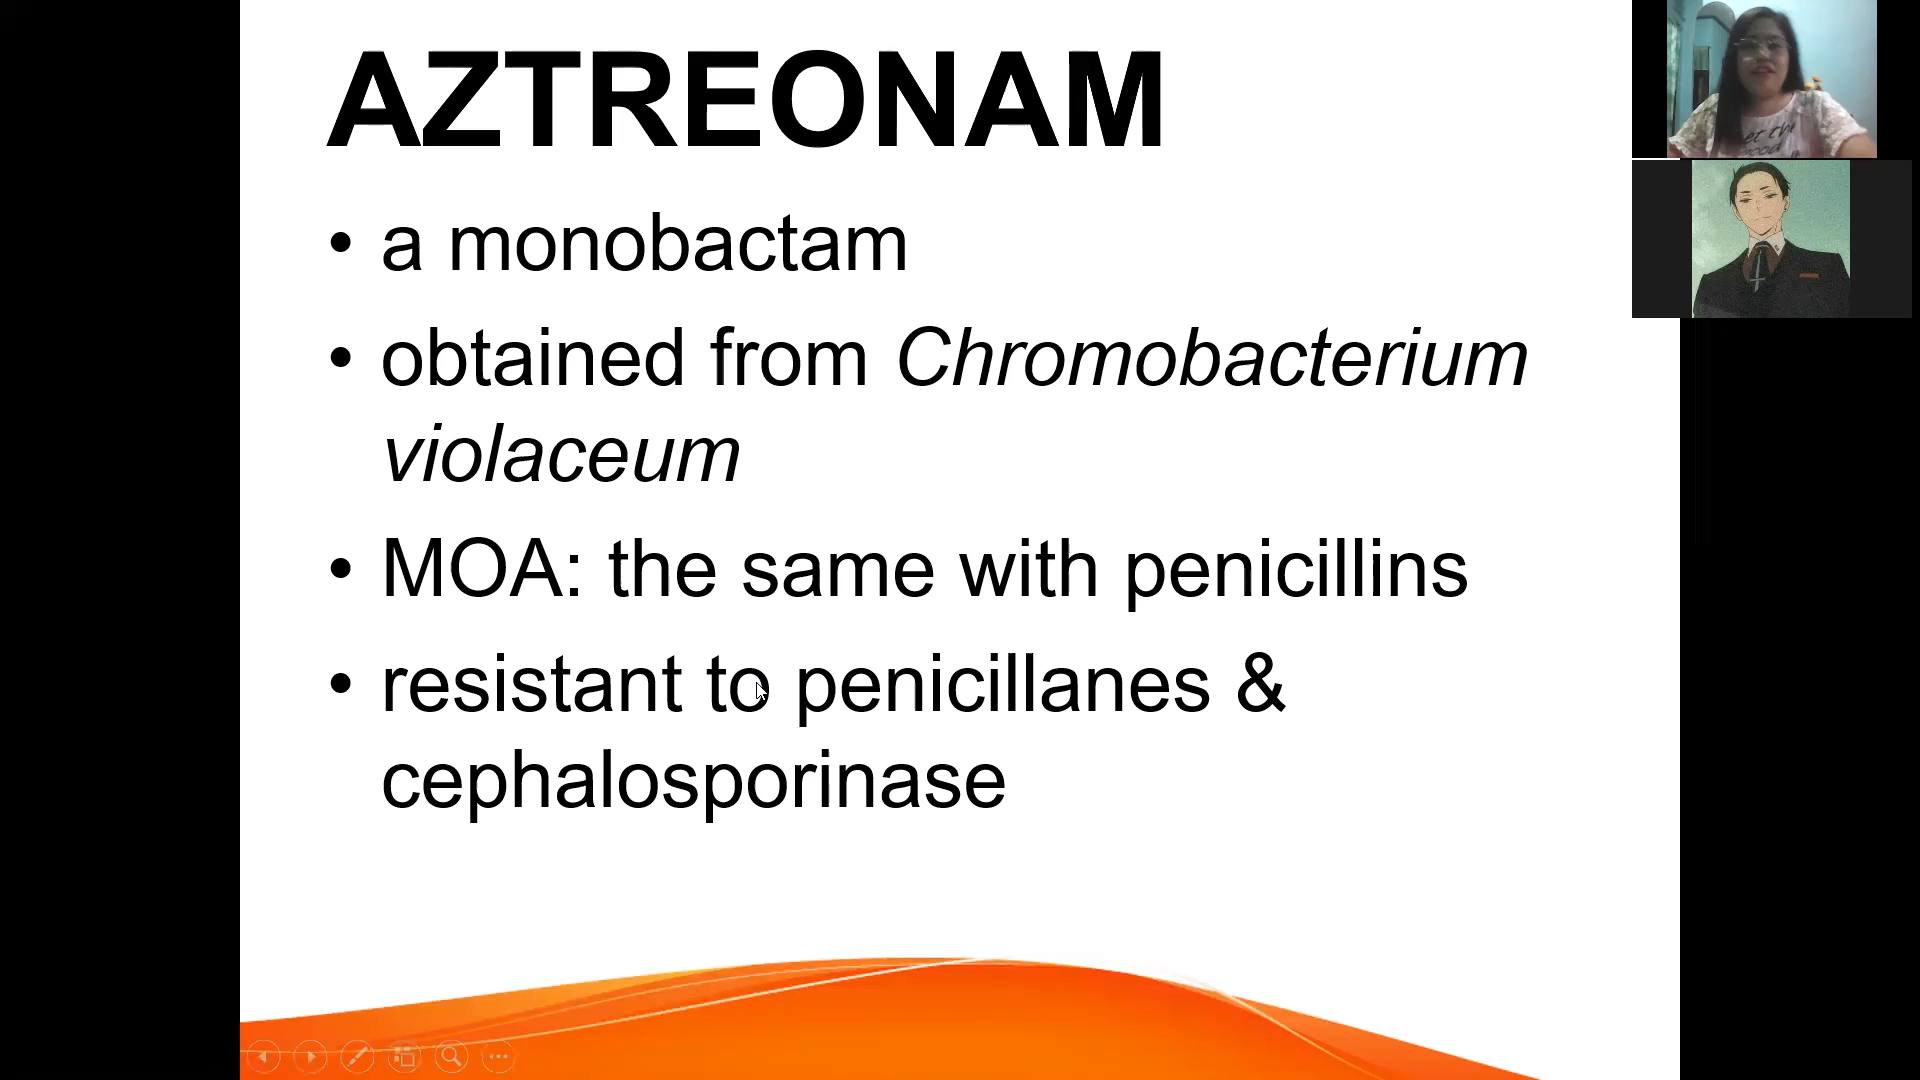 AZTREONAM
• a monobactam
• obtained from Chromobacterium
violaceum
• MOA: the same with penicillins
• resistant to penicillanes &
cephalosporinase